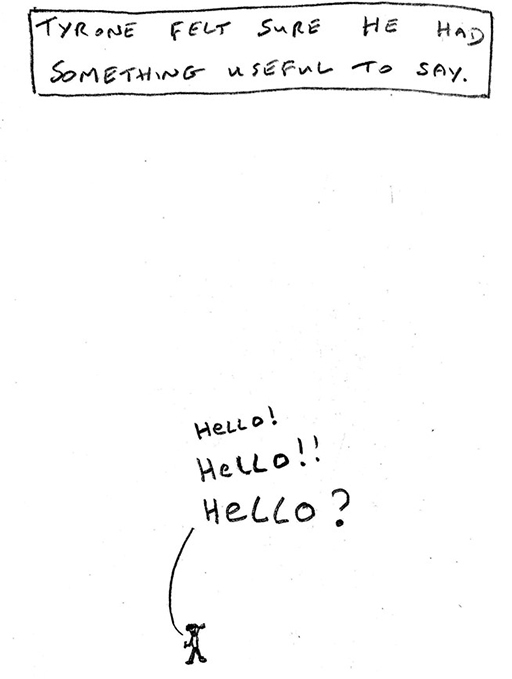 TYRONE FELT SURE HE HAD
SOMETHING USEFUL TO SAY.
HeLLO!
HeLLO!!
HeLLO?